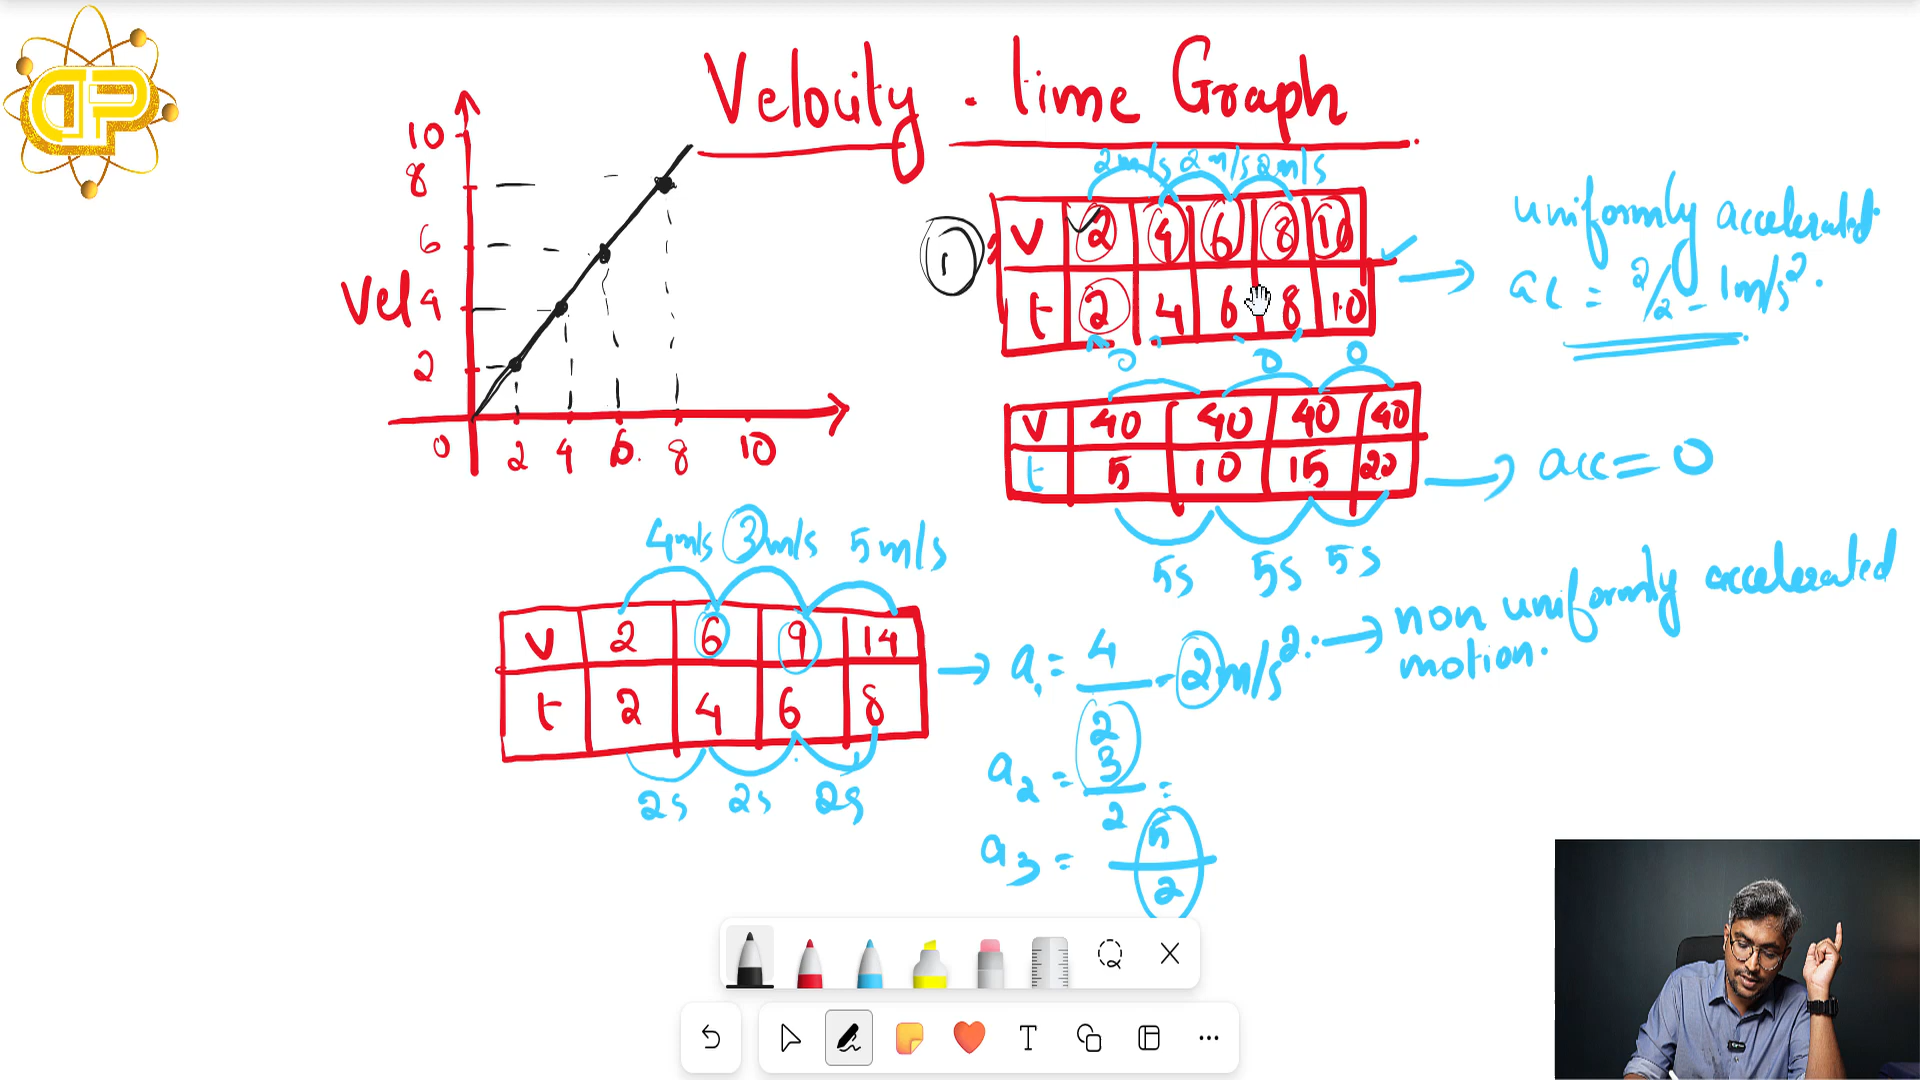 DP
Velocity - time Graph
10
8
6
4
2
Vel
0 2 4 6. 8 10
2m/s 2m/s 2m/s
1
V 2 4 6 8 10
t 2 4 6 8 10
uniformly accelerated.
ac = 2/2 = 1m/s².
0 0 0
V 40 40 40 40
t 5 10 15 20
5s 5s 5s
acc = 0
4m/s 3m/s 5m/s
V 2 6 9 14
t 2 4 6 8
2s 2s 2s
a₁ = 4/2 = 2m/s².
non uniformly accelerated
motion.
a₂ = 3/2 =
a₃ = 5/2
T